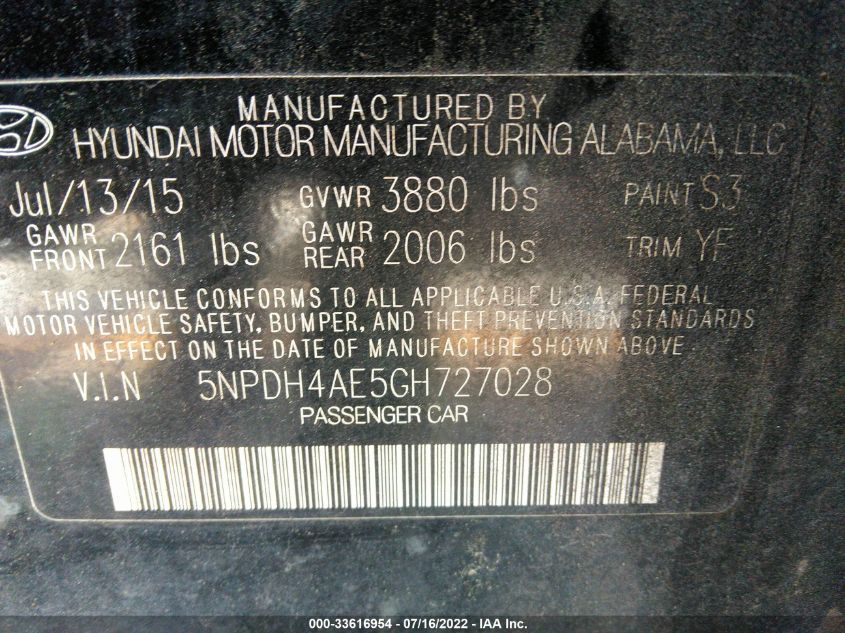 MANUFACTURED BY
HYUNDAI MOTOR MANUFACTURING ALABAMA, LLC
Jul/13/15 GVWR 3880 lbs PAINT S3
GAWR FRONT 2161 lbs GAWR REAR 2006 lbs TRIM YF
THIS VEHICLE CONFORMS TO ALL APPLICABLE U.S.A. FEDERAL
MOTOR VEHICLE SAFETY, BUMPER, AND THEFT PREVENTION STANDARDS
IN EFFECT ON THE DATE OF MANUFACTURE SHOWN ABOVE
V.I.N 5NPDH4AE5GH727028
PASSENGER CAR
000-33616954 - 07/16/2022 - IAA Inc.